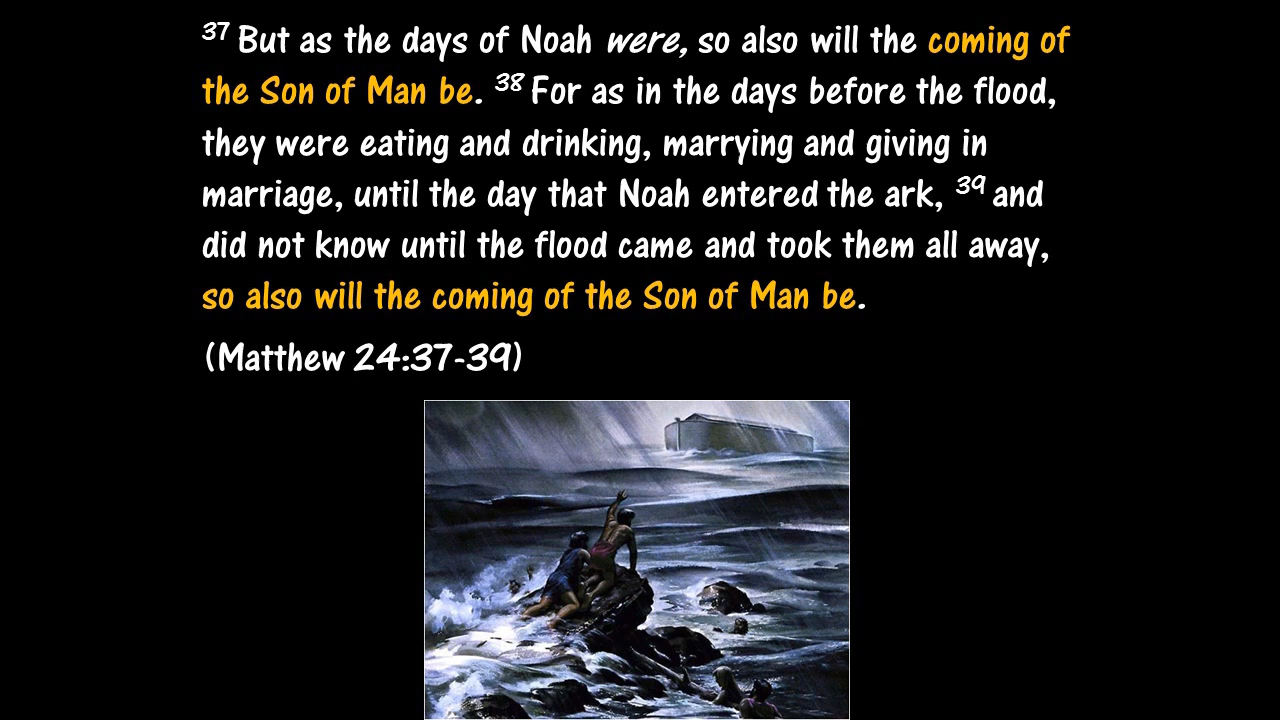 37 But as the days of Noah were, so also will the coming of
the Son of Man be. 38 For as in the days before the flood,
they were eating and drinking, marrying and giving in
marriage, until the day that Noah entered the ark, 39 and
did not know until the flood came and took them all away,
so also will the coming of the Son of Man be.
(Matthew 24:37-39)